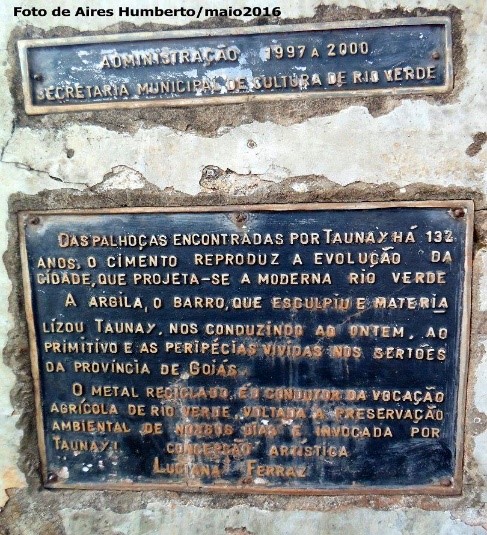 Foto de Aires Humberto/maio2016
ADMINISTRAÇÃO 1997 A 2000
SECRETARIA MUNICIPAL DE CULTURA DE RIO VERDE
DAS PALHOÇAS ENCONTRADAS POR TAUNAY HÁ 132
ANOS, O CIMENTO REPRODUZ A EVOLUÇÃO DA
CIDADE, QUE PROJETA-SE A MODERNA RIO VERDE
A ARGILA, O BARRO, QUE ESCULPIU E MATERIA
LIZOU TAUNAY, NOS CONDUZINDO AO ONTEM, AO
PRIMITIVO E AS PERIPÉCIAS VIVIDAS NOS SERTÕES
DA PROVÍNCIA DE GOIÁS.
O METAL RECICLADO, É O CONDUTOR DA VOCAÇÃO
AGRÍCOLA DE RIO VERDE, VOLTADA A PRESERVAÇÃO
AMBIENTAL DE NOSSOS DIAS E INVOCADA POR
TAUNAY! CONCEPÇÃO ARTÍSTIGA
LUCIANA FERRAZ